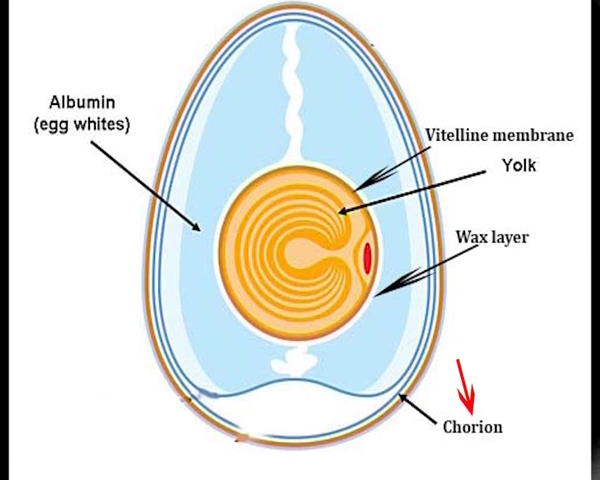 Albumin
(egg whites)
Vitelline membrane
Yolk
Wax layer
Chorion